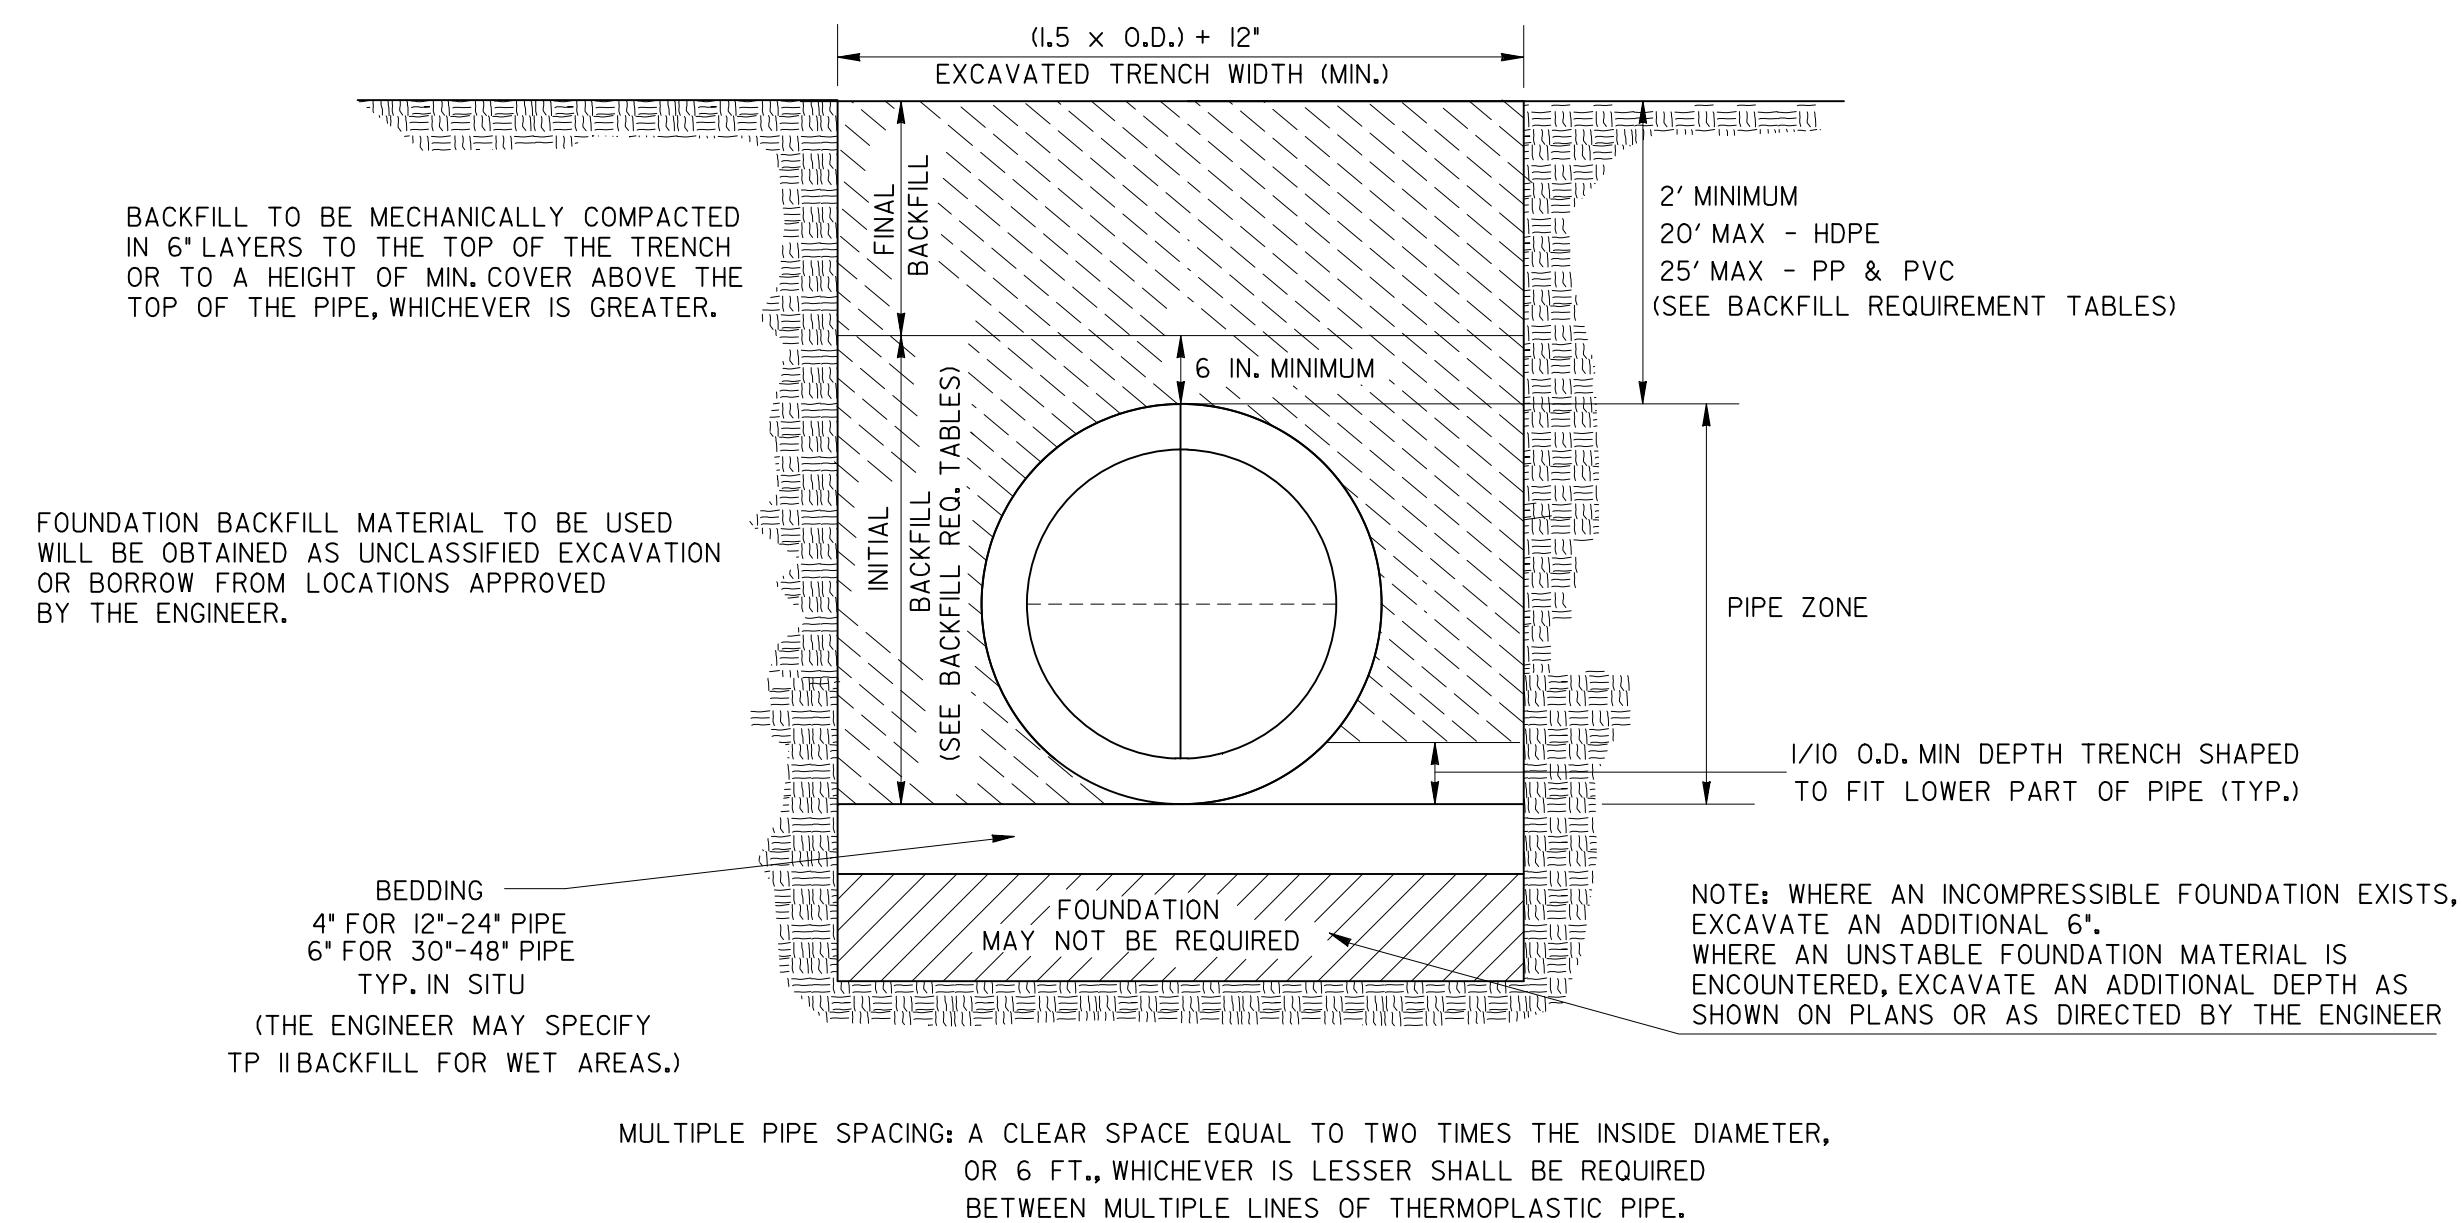 (1.5 x O.D.) + 12"
EXCAVATED TRENCH WIDTH (MIN.)
BACKFILL TO BE MECHANICALLY COMPACTED
IN 6" LAYERS TO THE TOP OF THE TRENCH
OR TO A HEIGHT OF MIN. COVER ABOVE THE
TOP OF THE PIPE, WHICHEVER IS GREATER.
FINAL
BACKFILL
2' MINIMUM
20' MAX - HDPE
25' MAX - PP & PVC
(SEE BACKFILL REQUIREMENT TABLES)
6 IN. MINIMUM
FOUNDATION BACKFILL MATERIAL TO BE USED
WILL BE OBTAINED AS UNCLASSIFIED EXCAVATION
OR BORROW FROM LOCATIONS APPROVED
BY THE ENGINEER.
INITIAL
BACKFILL
(SEE BACKFILL REQ. TABLES)
PIPE ZONE
1/10 O.D. MIN DEPTH TRENCH SHAPED
TO FIT LOWER PART OF PIPE (TYP.)
BEDDING
4" FOR 12"-24" PIPE
6" FOR 30"-48" PIPE
TYP. IN SITU
(THE ENGINEER MAY SPECIFY
TP II BACKFILL FOR WET AREAS.)
FOUNDATION
MAY NOT BE REQUIRED
NOTE: WHERE AN INCOMPRESSIBLE FOUNDATION EXISTS,
EXCAVATE AN ADDITIONAL 6".
WHERE AN UNSTABLE FOUNDATION MATERIAL IS
ENCOUNTERED, EXCAVATE AN ADDITIONAL DEPTH AS
SHOWN ON PLANS OR AS DIRECTED BY THE ENGINEER
MULTIPLE PIPE SPACING: A CLEAR SPACE EQUAL TO TWO TIMES THE INSIDE DIAMETER,
OR 6 FT., WHICHEVER IS LESSER SHALL BE REQUIRED
BETWEEN MULTIPLE LINES OF THERMOPLASTIC PIPE.